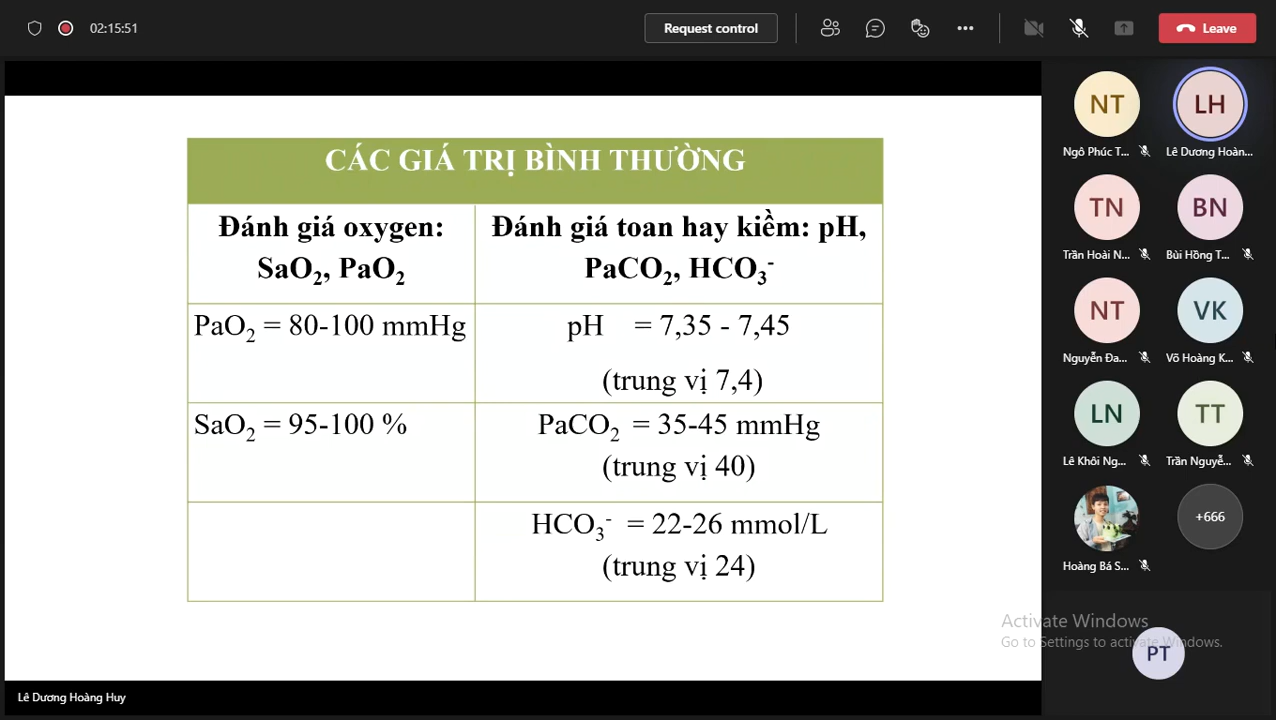 02:15:51
Request control
Leave
CÁC GIÁ TRỊ BÌNH THƯỜNG
Đánh giá oxygen:
SaO₂, PaO₂
Đánh giá toan hay kiềm: pH,
PaCO₂, HCO₃⁻
PaO₂ = 80-100 mmHg
pH = 7,35 - 7,45
(trung vị 7,4)
SaO₂ = 95-100 %
PaCO₂ = 35-45 mmHg
(trung vị 40)
HCO₃⁻ = 22-26 mmol/L
(trung vị 24)
NT
LH
Ngô Phúc T...
Lê Dương Hoàn...
TN
BN
Trần Hoài N...
Bùi Hồng T...
NT
VK
Nguyễn Đa...
Võ Hoàng K...
LN
TT
Lê Khôi Ng...
Trần Nguyễ...
+666
Hoàng Bá S...
Activate Windows
Go to Settings to activate Windows.
PT
Lê Dương Hoàng Huy